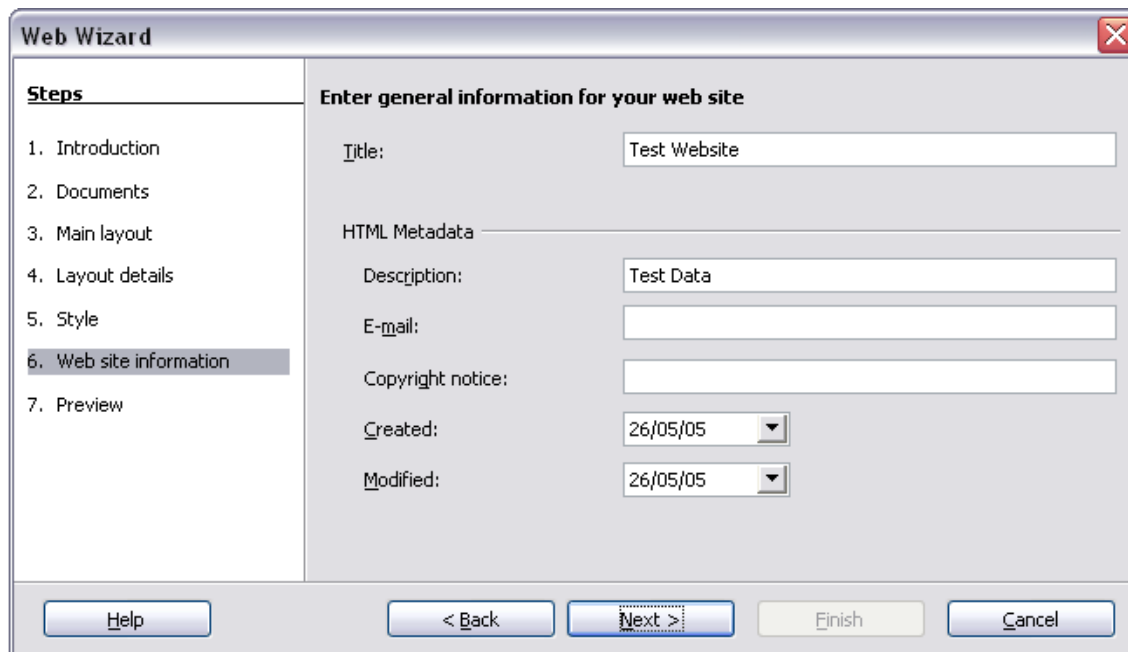 Web Wizard
Steps
1. Introduction
2. Documents
3. Main layout
4. Layout details
5. Style
6. Web site information
7. Preview
Enter general information for your web site
Title: Test Website
HTML Metadata
Description: Test Data
E-mail:
Copyright notice:
Created: 26/05/05
Modified: 26/05/05
Help < Back Next > Finish Cancel